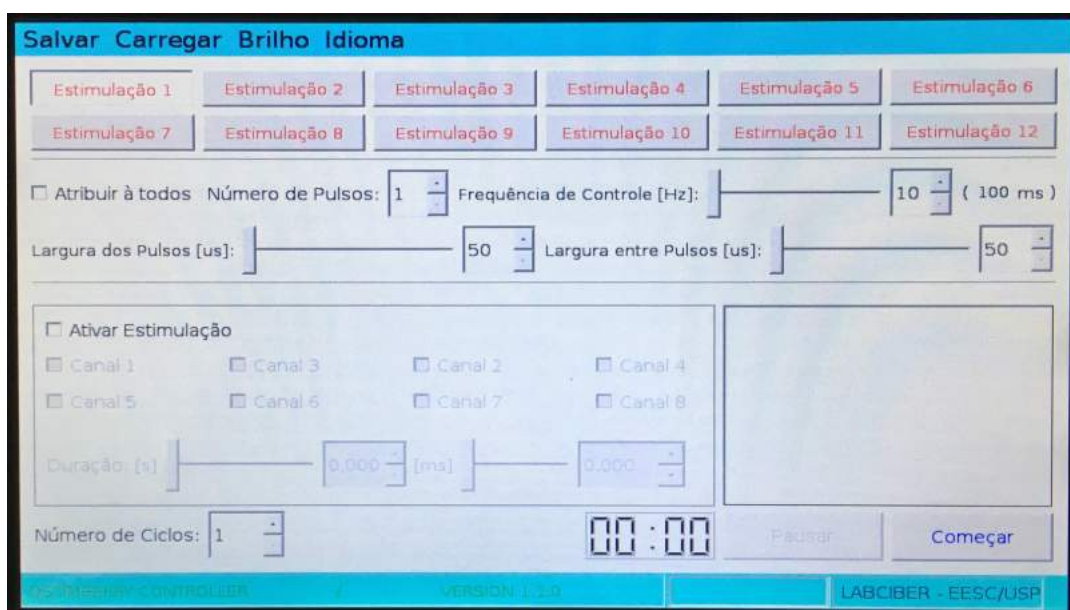 Salvar Carregar Brilho Idioma
Estimulação 1 Estimulação 2 Estimulação 3 Estimulação 4 Estimulação 5 Estimulação 6
Estimulação 7 Estimulação 8 Estimulação 9 Estimulação 10 Estimulação 11 Estimulação 12
Atribuir à todos Número de Pulsos: 1 Frequência de Controle [Hz]: 10 ( 100 ms )
Largura dos Pulsos [us]: 50 Largura entre Pulsos [us]: 50
Ativar Estimulação
Canal 1 Canal 3 Canal 2 Canal 4
Canal 5 Canal 6 Canal 7 Canal 8
Duração: [s] 0,000 [ms] 0,000
Número de Ciclos: 1 00:00 Pausar Começar
CONTROLLER / VERSION 1.1.0 LABCIBER - EESC/USP